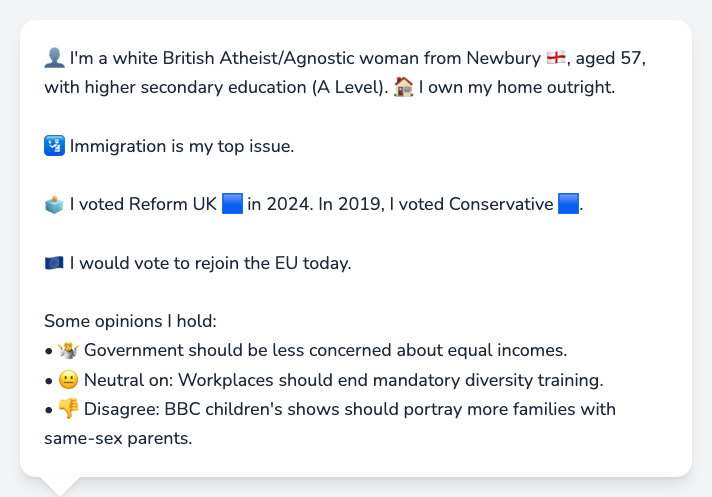 👤 I'm a white British Atheist/Agnostic woman from Newbury 🏴󠁧󠁢󠁥󠁮󠁧󠁿, aged 57,
with higher secondary education (A Level). 🏠 I own my home outright.
🛂 Immigration is my top issue.
🗳️ I voted Reform UK 🟦 in 2024. In 2019, I voted Conservative 🟦.
🇪🇺 I would vote to rejoin the EU today.
Some opinions I hold:
• 🤷 Government should be less concerned about equal incomes.
• 😐 Neutral on: Workplaces should end mandatory diversity training.
• 👎 Disagree: BBC children's shows should portray more families with
same-sex parents.